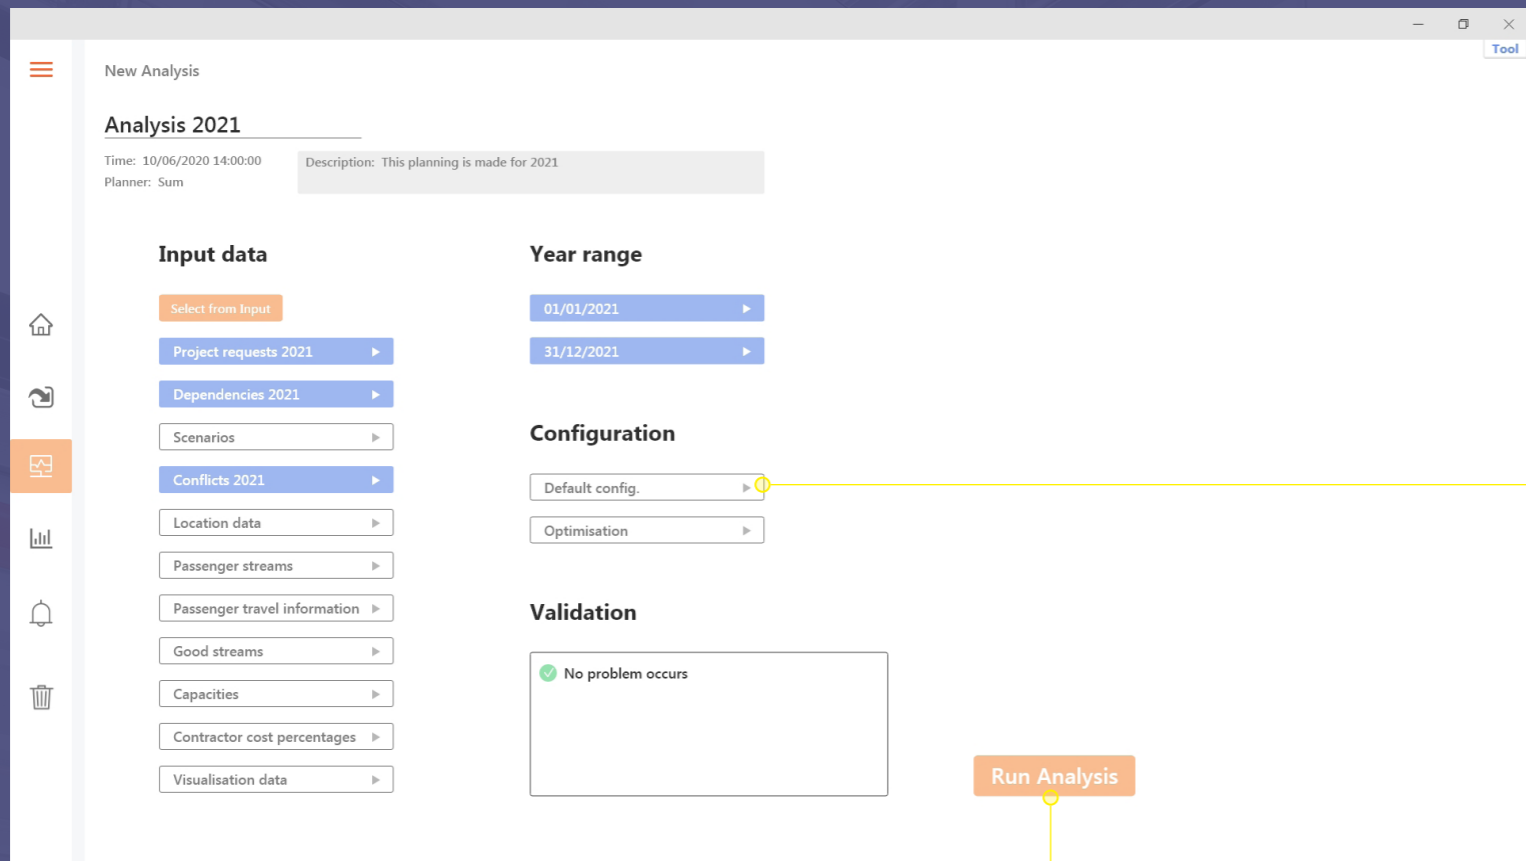 Tool
New Analysis
Analysis 2021
Time: 10/06/2020 14:00:00
Planner: Sum
Description: This planning is made for 2021
Input data
Select from Input
Project requests 2021
Dependencies 2021
Scenarios
Conflicts 2021
Location data
Passenger streams
Passenger travel information
Good streams
Capacities
Contractor cost percentages
Visualisation data
Year range
01/01/2021
31/12/2021
Configuration
Default config.
Optimisation
Validation
No problem occurs
Run Analysis